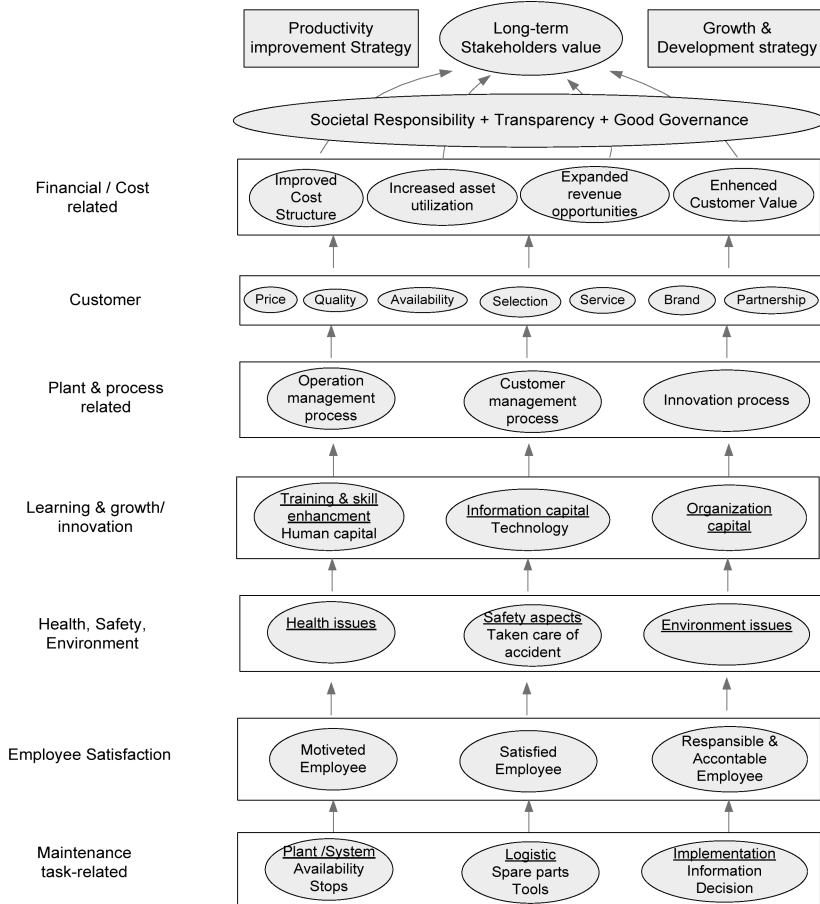 Productivity
improvement Strategy
Long-term
Stakeholders value
Growth &
Development strategy
Societal Responsibility + Transparency + Good Governance
Financial / Cost
related
Improved
Cost
Structure
Increased asset
utilization
Expanded
revenue
opportunities
Enhenced
Customer Value
Customer
Price
Quality
Availability
Selection
Service
Brand
Partnership
Plant & process
related
Operation
management
process
Customer
management
process
Innovation process
Learning & growth/
innovation
Training & skill
enhancment
Human capital
Information capital
Technology
Organization
capital
Health, Safety,
Environment
Health issues
Safety aspects
Taken care of
accident
Environment issues
Employee Satisfaction
Motiveted
Employee
Satisfied
Employee
Responsible &
Accontable
Employee
Maintenance
task-related
Plant /System
Availability
Stops
Logistic
Spare parts
Tools
Implementation
Information
Decision